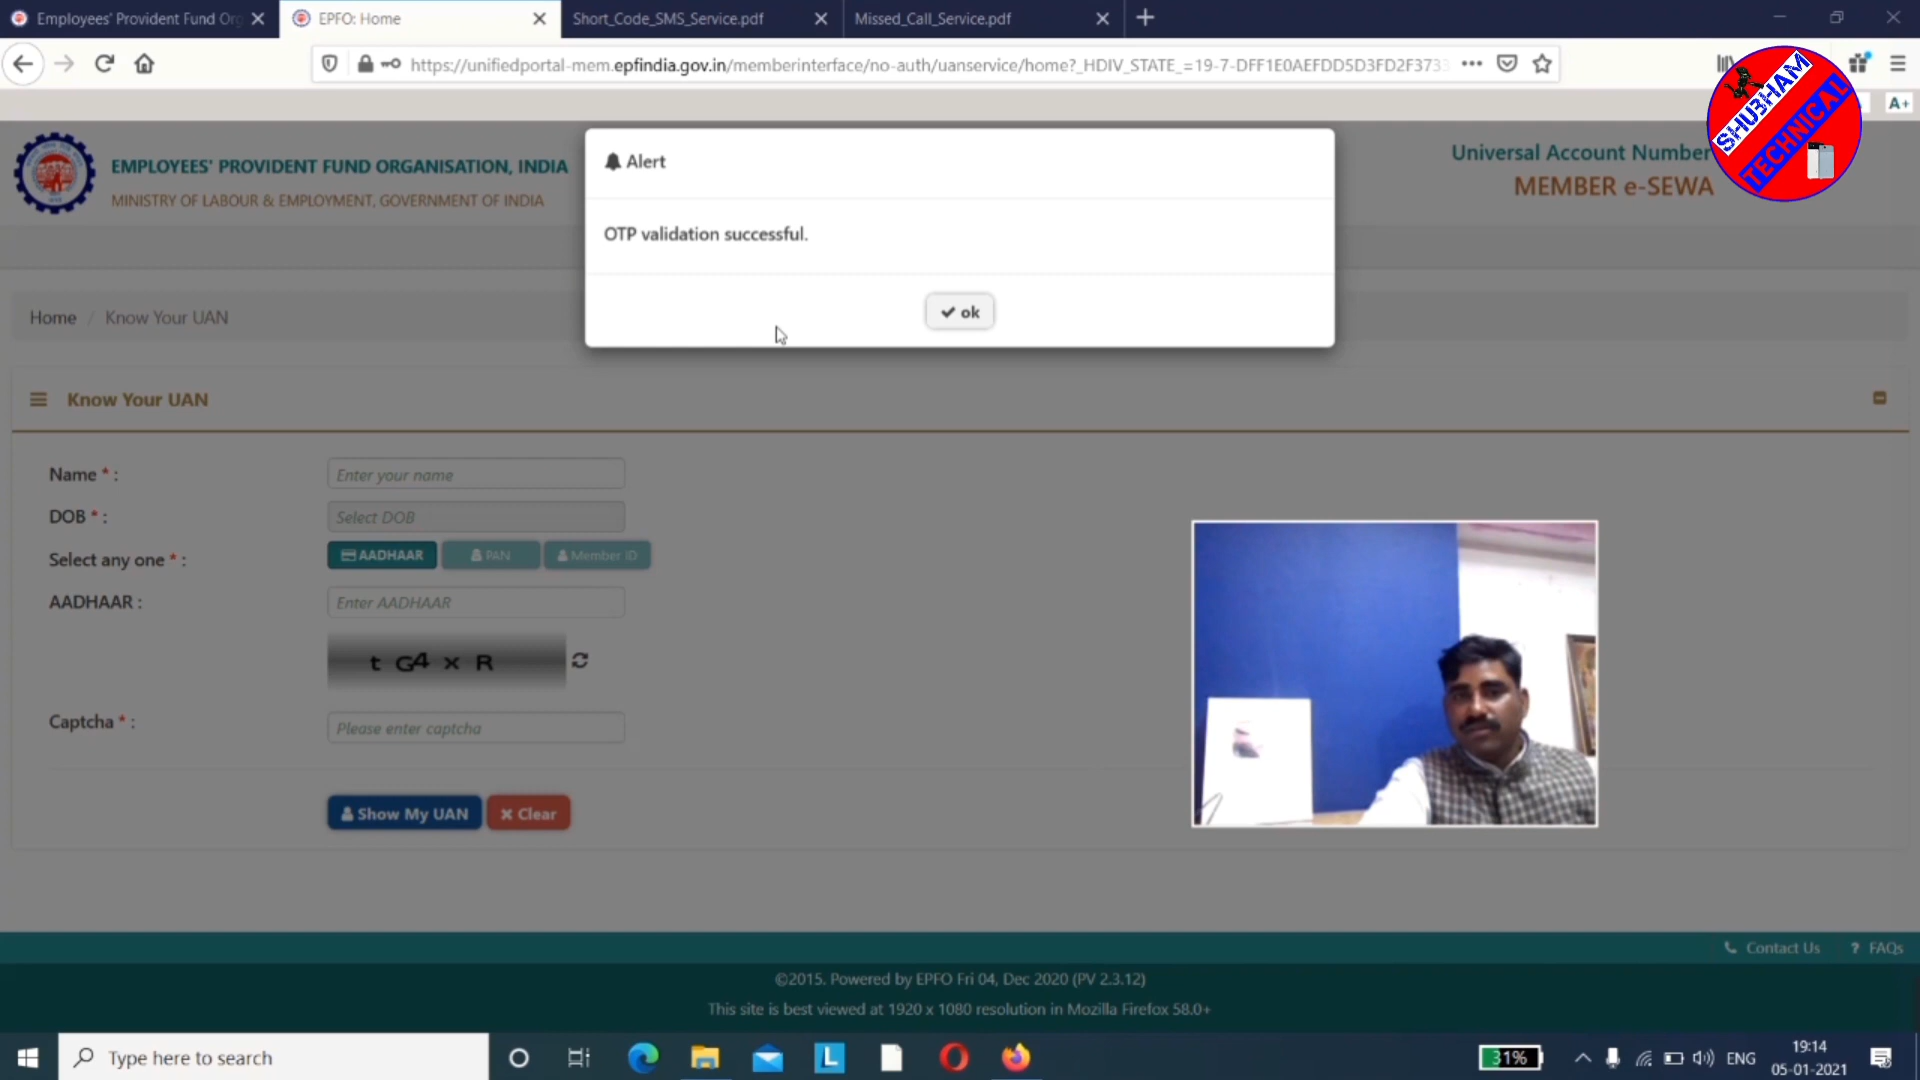 Employees' Provident Fund Or
EPFO: Home
Short_Code_SMS_Service.pdf
Missed_Call_Service.pdf
https://unifiedportal-mem.epfindia.gov.in/memberinterface/no-auth/uanservice/home?_HDIV_STATE_=19-7-DFF1E0AEFDD5D3FD2F3733
A+
SHUBHAM
TECHNICAL
EMPLOYEES' PROVIDENT FUND ORGANISATION, INDIA
MINISTRY OF LABOUR & EMPLOYMENT, GOVERNMENT OF INDIA
Universal Account Number
MEMBER e-SEWA
Alert
OTP validation successful.
ok
Home / Know Your UAN
Know Your UAN
Name * :
Enter your name
DOB * :
Select DOB
Select any one * :
AADHAAR
PAN
Member ID
AADHAAR :
Enter AADHAAR
t G4 x R
Captcha * :
Please enter captcha
Show My UAN
Clear
Contact Us
? FAQs
©2015. Powered by EPFO Fri 04, Dec 2020 (PV 2.3.12)
This site is best viewed at 1920 x 1080 resolution in Mozilla Firefox 58.0+
Type here to search
L
31%
ENG
19:14
05-01-2021